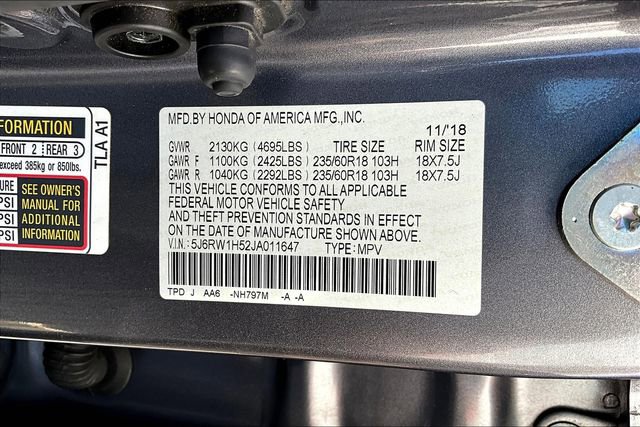 FORMATION
FRONT 2 REAR 3
exceed 385kg or 850lbs.
URE
PSI
PSI
PSI
SEE OWNER'S
MANUAL FOR
ADDITIONAL
INFORMATION
TLA A1
MFD.BY HONDA OF AMERICA MFG.,INC.
11/'18
GVWR 2130KG (4695LBS) TIRE SIZE RIM SIZE
GAWR F 1100KG (2425LBS) 235/60R18 103H 18X7.5J
GAWR R 1040KG (2292LBS) 235/60R18 103H 18X7.5J
THIS VEHICLE CONFORMS TO ALL APPLICABLE
FEDERAL MOTOR VEHICLE SAFETY
AND THEFT PREVENTION STANDARDS IN EFFECT
ON THE DATE OF MANUFACTURE SHOWN ABOVE.
V.I.N: 5J6RW1H52JA011647 TYPE: MPV
TPD J AA6 -NH797M -A -A